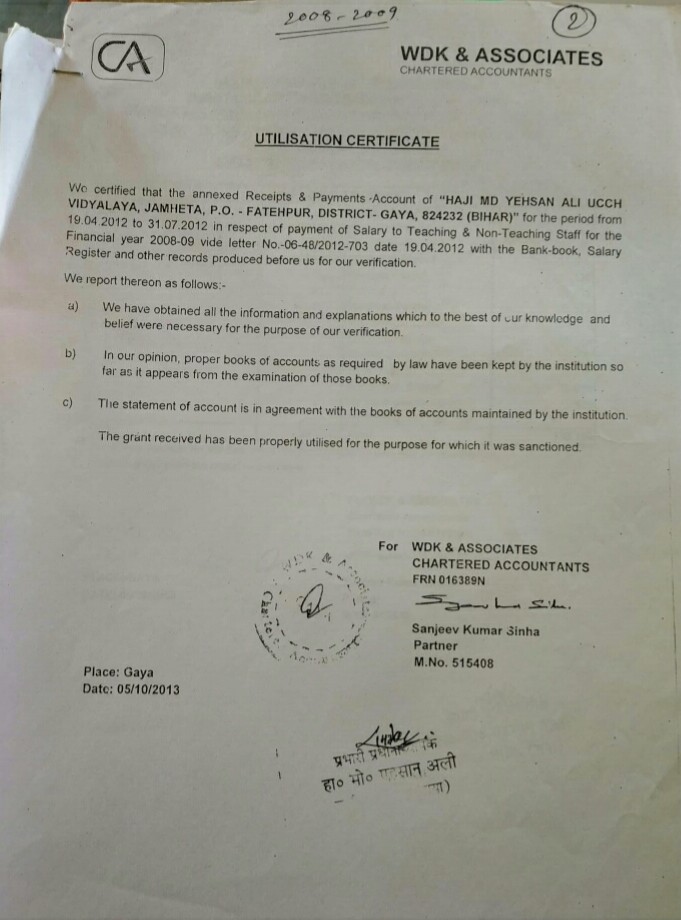 2008-2009
2
CA
WDK & ASSOCIATES
CHARTERED ACCOUNTANTS
UTILISATION CERTIFICATE
We certified that the annexed Receipts & Payments Account of "HAJI MD YEHSAN ALI UCCH
VIDYALAYA, JAMHETA, P.O. - FATEHPUR, DISTRICT- GAYA, 824232 (BIHAR)" for the period from
19.04.2012 to 31.07.2012 in respect of payment of Salary to Teaching & Non-Teaching Staff for the
Financial year 2008-09 vide letter No.-06-48/2012-703 date 19.04.2012 with the Bank-book, Salary
Register and other records produced before us for our verification.
We report thereon as follows:-
a) We have obtained all the information and explanations which to the best of our knowledge and
belief were necessary for the purpose of our verification.
b) In our opinion, proper books of accounts as required by law have been kept by the institution so
far as it appears from the examination of those books.
c) The statement of account is in agreement with the books of accounts maintained by the institution.
The grant received has been properly utilised for the purpose for which it was sanctioned.
For WDK & ASSOCIATES
CHARTERED ACCOUNTANTS
FRN 016389N
WDK & Associates
Sanjeev Kumar Sinha
Partner
M.No. 515408
Place: Gaya
Date: 05/10/2013
प्रभारी
हा० मो० अली